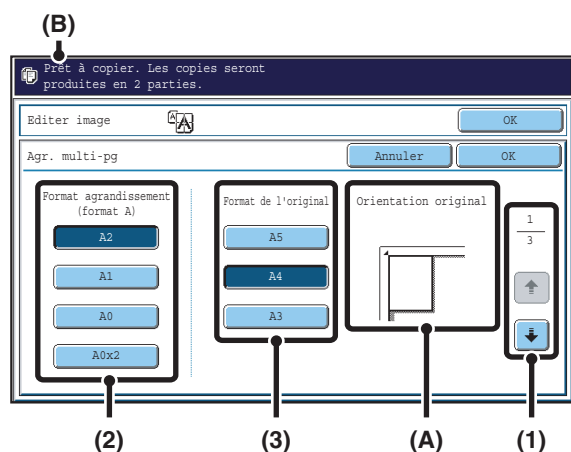 (B)
Prêt à copier. Les copies seront
produites en 2 parties.
Editer image
A
A
OK
Agr. multi-pg
Annuler
OK
Format agrandissement
(format A)
A2
A1
A0
A0x2
Format de l'original
A5
A4
A3
Orientation original
1
3
(2)
(3)
(A)
(1)